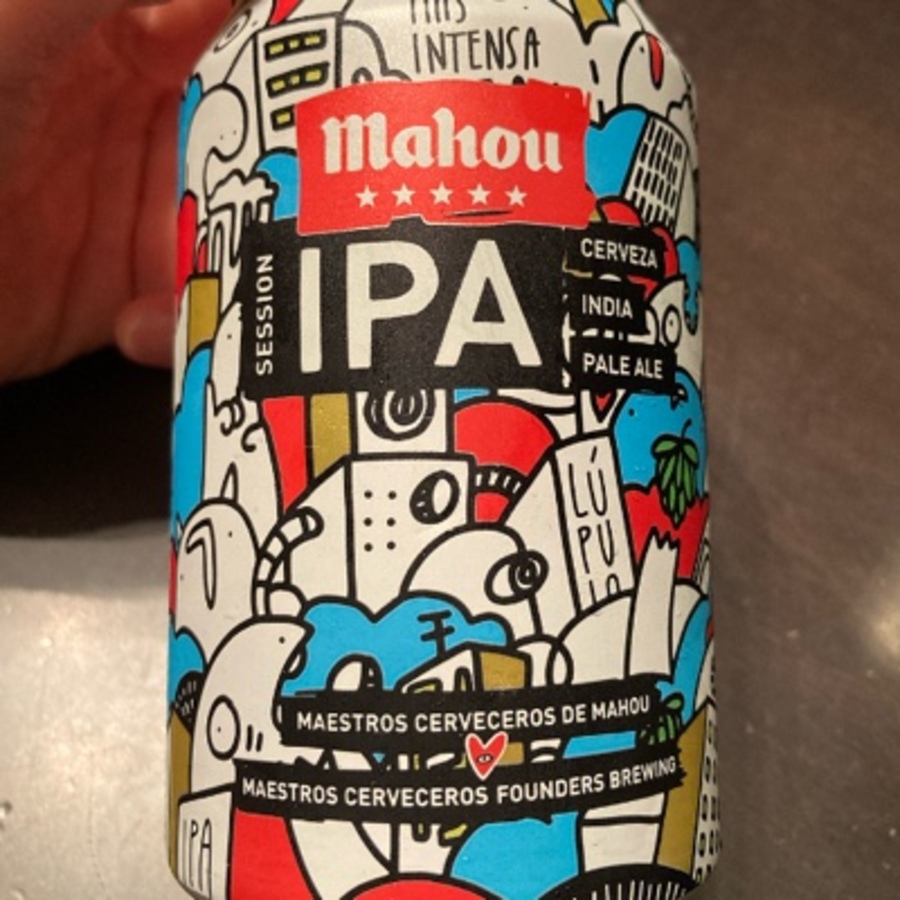 INTENSA
Mahou
SESSION
IPA
CERVEZA
INDIA
PALE ALE
LÚ
PU
MAESTROS CERVECEROS DE MAHOU
MAESTROS CERVECEROS FOUNDERS BREWING
IPA